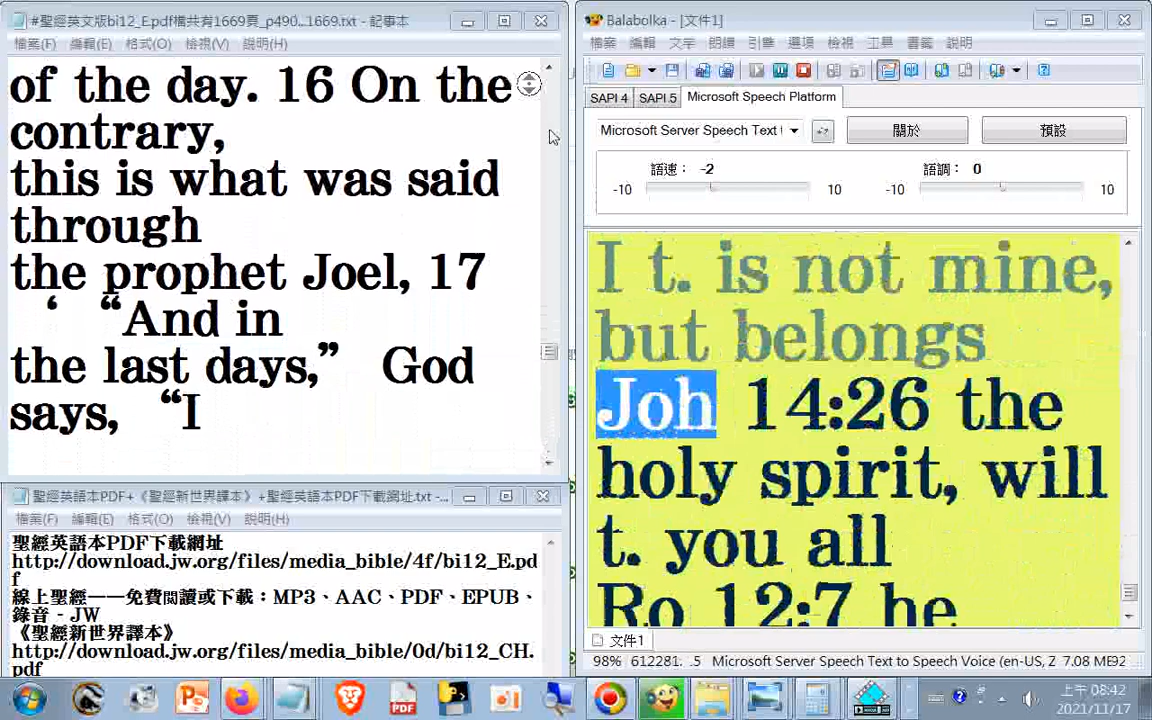 #聖經英文版bi12_E.pdf橫共有1669頁_p490...1669.txt - 記事本
檔案(F) 編輯(E) 格式(O) 檢視(V) 說明(H)
of the day. 16 On the
contrary,
this is what was said
through
the prophet Joel, 17
‘ “And in
the last days,” God
says, “I
聖經英語本PDF+《聖經新世界譯本》+聖經英語本PDF下載網址.txt - ...
檔案(F) 編輯(E) 格式(O) 檢視(V) 說明(H)
聖經英語本PDF下載網址
http://download.jw.org/files/media_bible/4f/bi12_E.pd
f
線上聖經——免費閱讀或下載：MP3、AAC、PDF、EPUB、
錄音 - JW
《聖經新世界譯本》
http://download.jw.org/files/media_bible/0d/bi12_CH.
pdf
Balabolka - [文件1]
檔案 編輯 文字 朗讀 引擎 選項 檢視 工具 書籤 說明
SAPI 4 SAPI 5 Microsoft Speech Platform
Microsoft Server Speech Text 關於 預設
語速： -2 語調： 0
-10 10 -10 10
I t. is not mine,
but belongs
Joh 14:26 the
holy spirit, will
t. you all
Ro 12:7 he
文件1
98% 612281. .5 Microsoft Server Speech Text to Speech Voice (en-US, Z 7.08 ME92
上午 08:42
2021/11/17